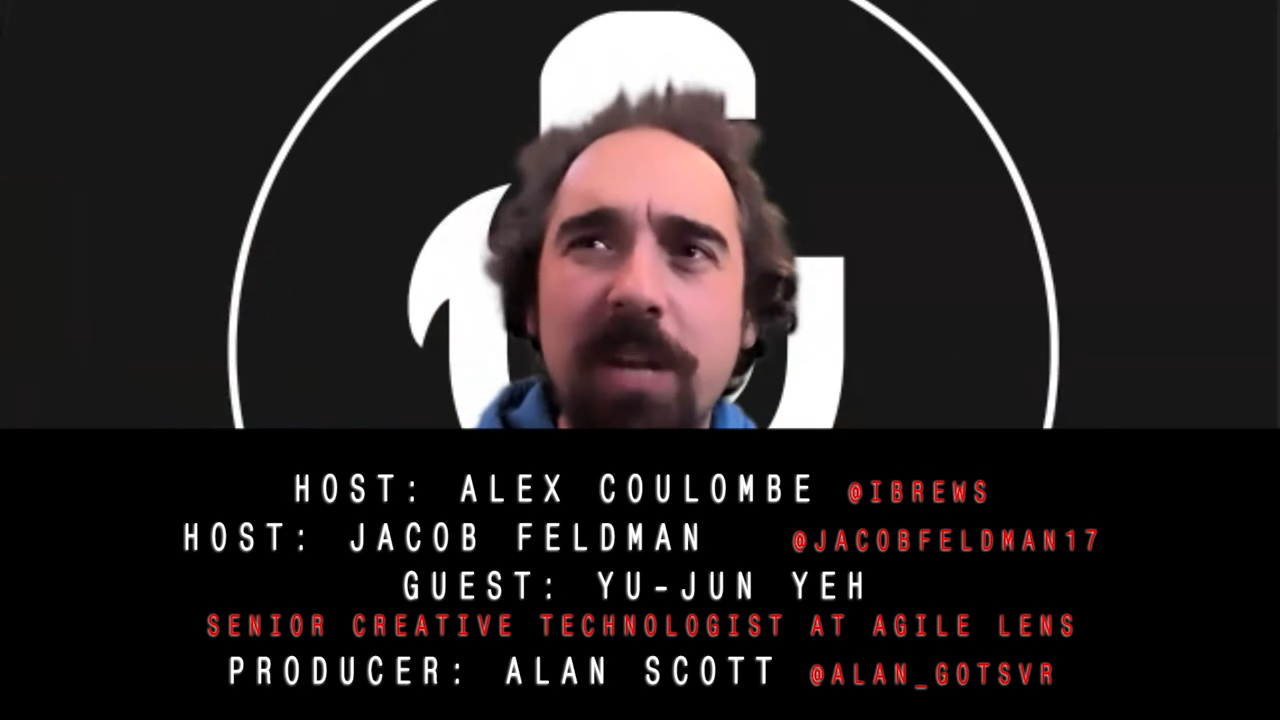 HOST: ALEX COULOMBE @IBREWS
HOST: JACOB FELDMAN @JACOBFELDMAN17
GUEST: YU-JUN YEH
SENIOR CREATIVE TECHNOLOGIST AT AGILE LENS
PRODUCER: ALAN SCOTT @ALAN_GOTSVR